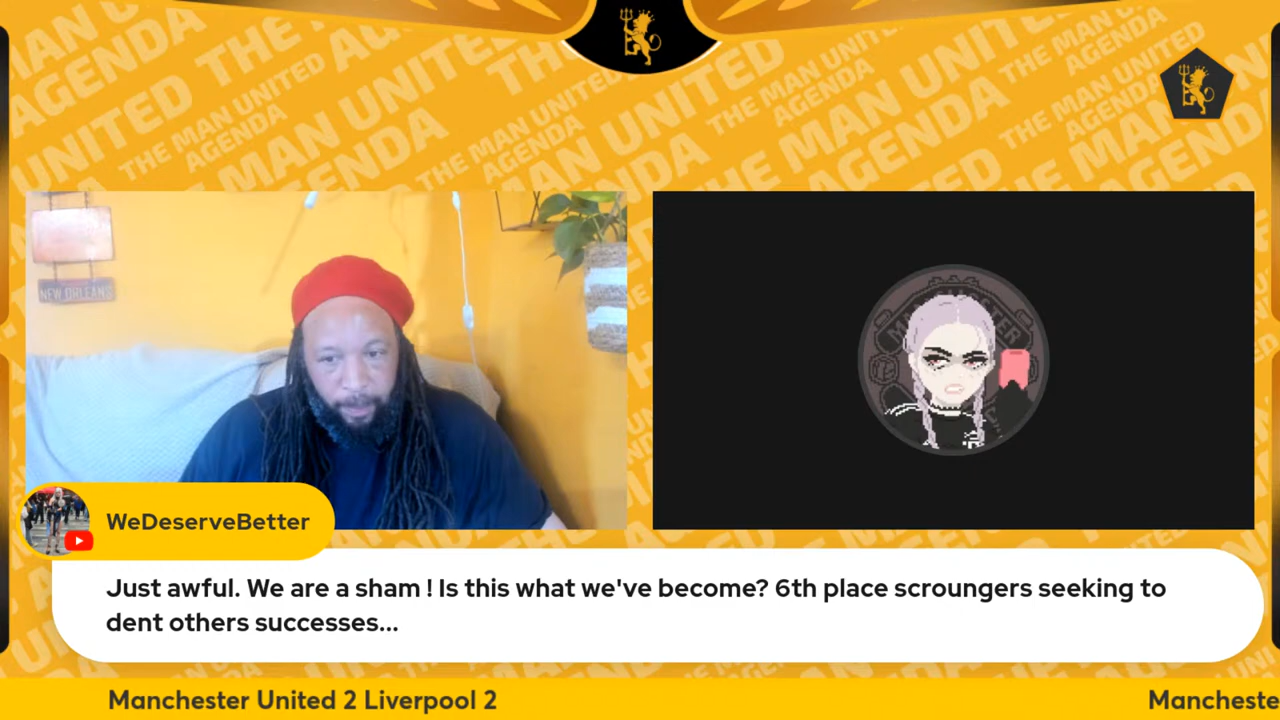 THE MAN UNITED
AGENDA
NEW ORLEANS
MANCHESTER
WeDeserveBetter
Just awful. We are a sham ! Is this what we've become? 6th place scroungers seeking to
dent others successes...
Manchester United 2 Liverpool 2
Mancheste